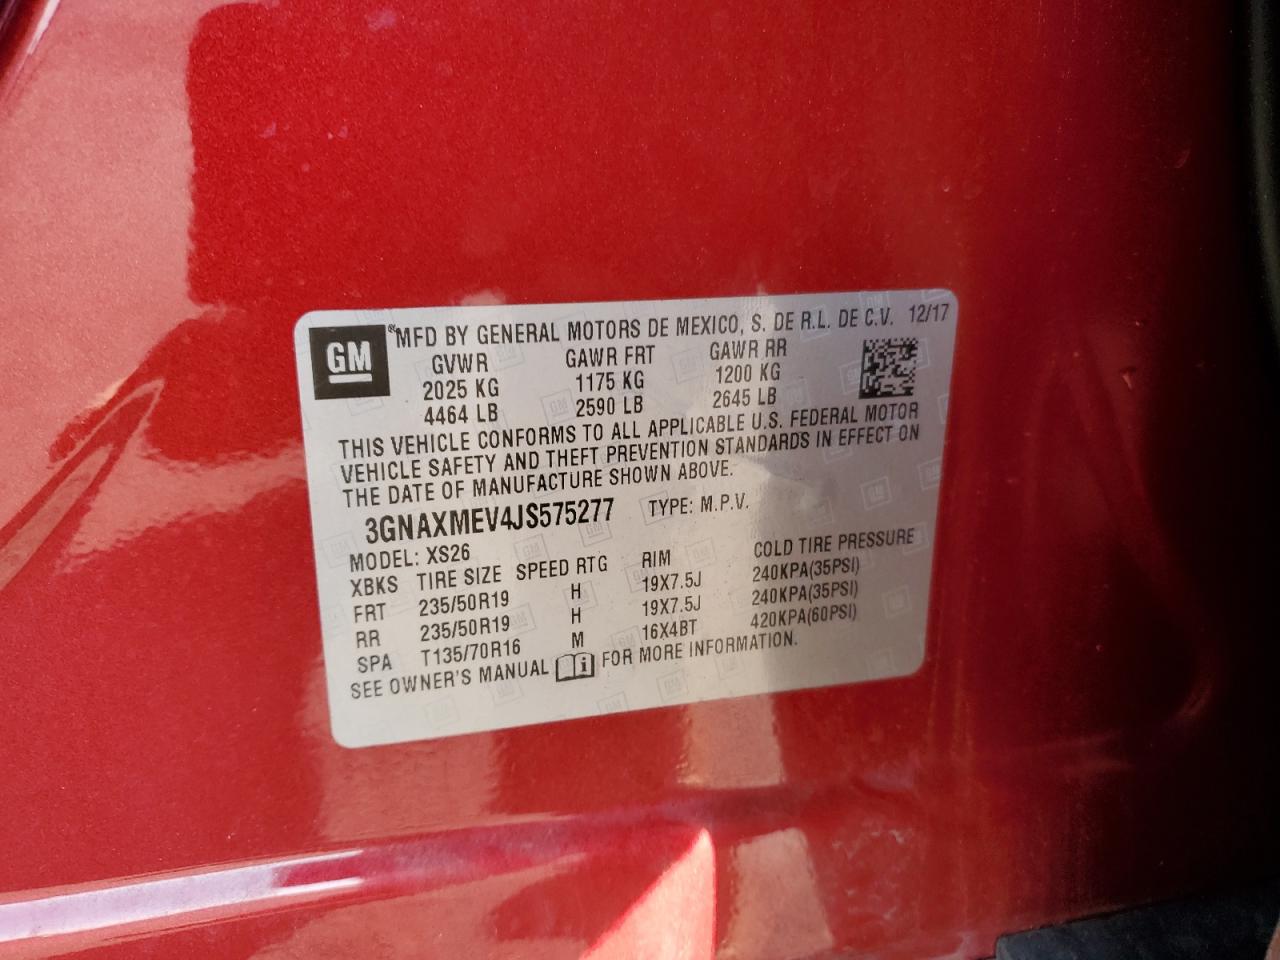 GM
®MFD BY GENERAL MOTORS DE MEXICO, S. DE R.L. DE C.V. 12/17
GVWR GAWR FRT GAWR RR
2025 KG 1175 KG 1200 KG
4464 LB 2590 LB 2645 LB
THIS VEHICLE CONFORMS TO ALL APPLICABLE U.S. FEDERAL MOTOR
VEHICLE SAFETY AND THEFT PREVENTION STANDARDS IN EFFECT ON
THE DATE OF MANUFACTURE SHOWN ABOVE.
3GNAXMEV4JS575277 TYPE: M.P.V.
MODEL: XS26
XBKS TIRE SIZE SPEED RTG RIM COLD TIRE PRESSURE
FRT 235/50R19 H 19X7.5J 240KPA(35PSI)
RR 235/50R19 H 19X7.5J 240KPA(35PSI)
SPA T135/70R16 M 16X4BT 420KPA(60PSI)
SEE OWNER'S MANUAL i FOR MORE INFORMATION.